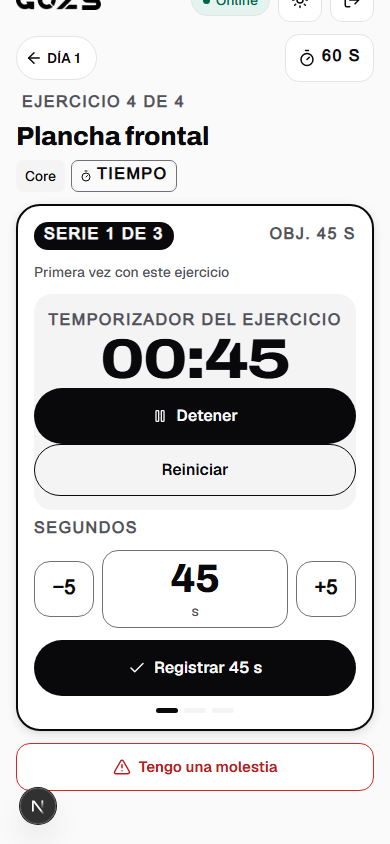 Online
DÍA 1
60 S
EJERCICIO 4 DE 4
Plancha frontal
Core
TIEMPO
SERIE 1 DE 3
OBJ. 45 S
Primera vez con este ejercicio
TEMPORIZADOR DEL EJERCICIO
00:45
Detener
Reiniciar
SEGUNDOS
−5
45
s
+5
Registrar 45 s
Tengo una molestia
N